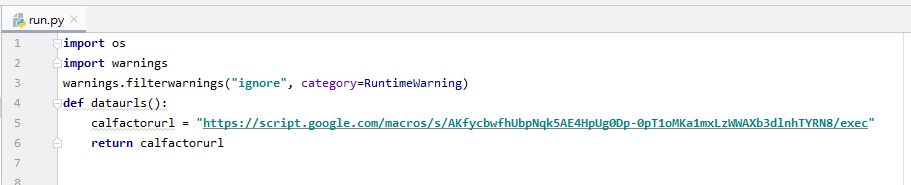 run.py
1 import os
2 import warnings
3 warnings.filterwarnings("ignore", category=RuntimeWarning)
4 def dataurls():
5     calfactorurl = "https://script.google.com/macros/s/AKfycbwfhUbpNqk5AE4HpUg0Dp-0pT1oMKa1mxLzWWAXb3dlnhTYRN8/exec"
6     return calfactorurl
7
8